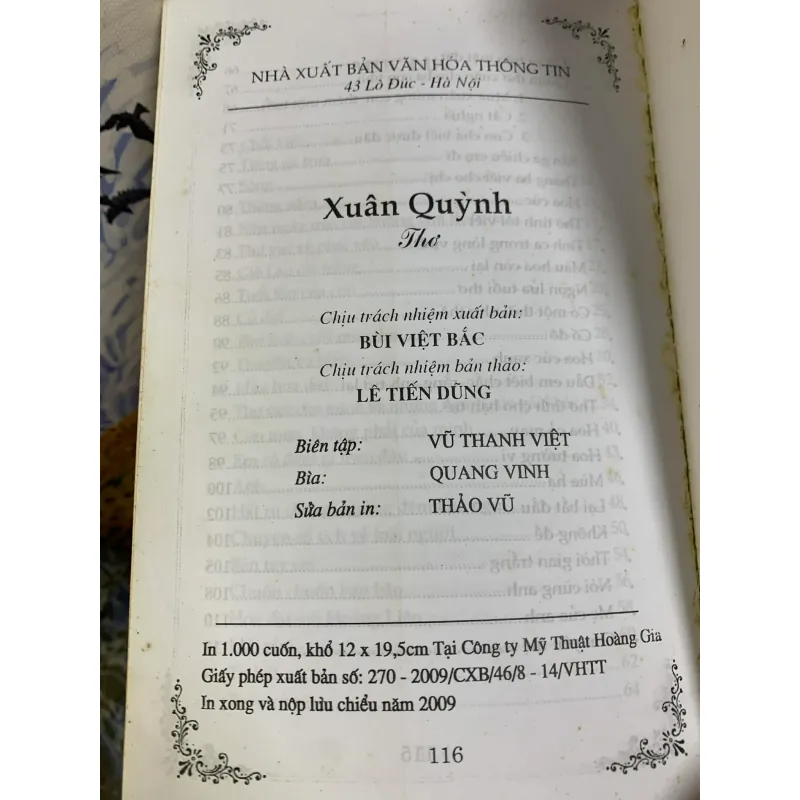 NHÀ XUẤT BẢN VĂN HÓA THÔNG TIN
43 Lò Đúc - Hà Nội
Xuân Quỳnh
Thơ
Chịu trách nhiệm xuất bản:
BÙI VIỆT BẮC
Chịu trách nhiệm bản thảo:
LÊ TIẾN DŨNG
Biên tập: VŨ THANH VIỆT
Bìa: QUANG VINH
Sửa bản in: THẢO VŨ
In 1.000 cuốn, khổ 12 x 19,5cm Tại Công ty Mỹ Thuật Hoàng Gia
Giấy phép xuất bản số: 270 - 2009/CXB/46/8 - 14/VHTT
In xong và nộp lưu chiểu năm 2009
116